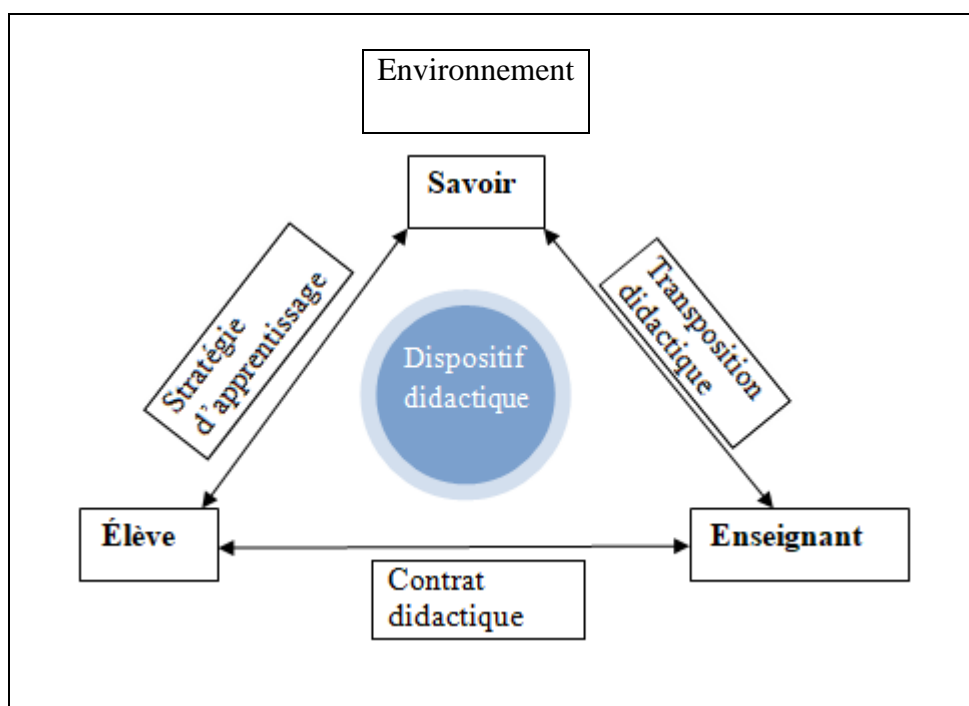 Environnement
Savoir
Stratégie
d’apprentissage
Transposition
didactique
Dispositif
didactique
Élève
Enseignant
Contrat
didactique